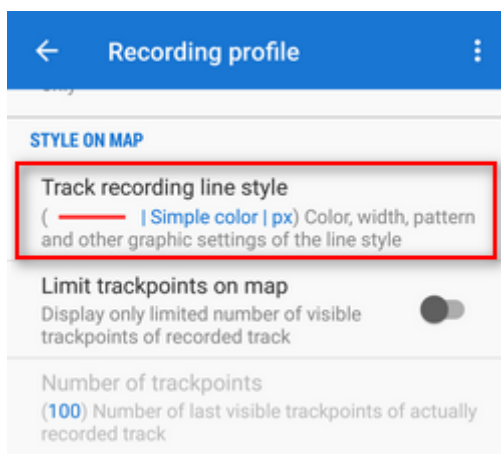 Recording profile
STYLE ON MAP
Track recording line style
( | Simple color | px) Color, width, pattern
and other graphic settings of the line style
Limit trackpoints on map
Display only limited number of visible
trackpoints of recorded track
Number of trackpoints
(100) Number of last visible trackpoints of actually
recorded track